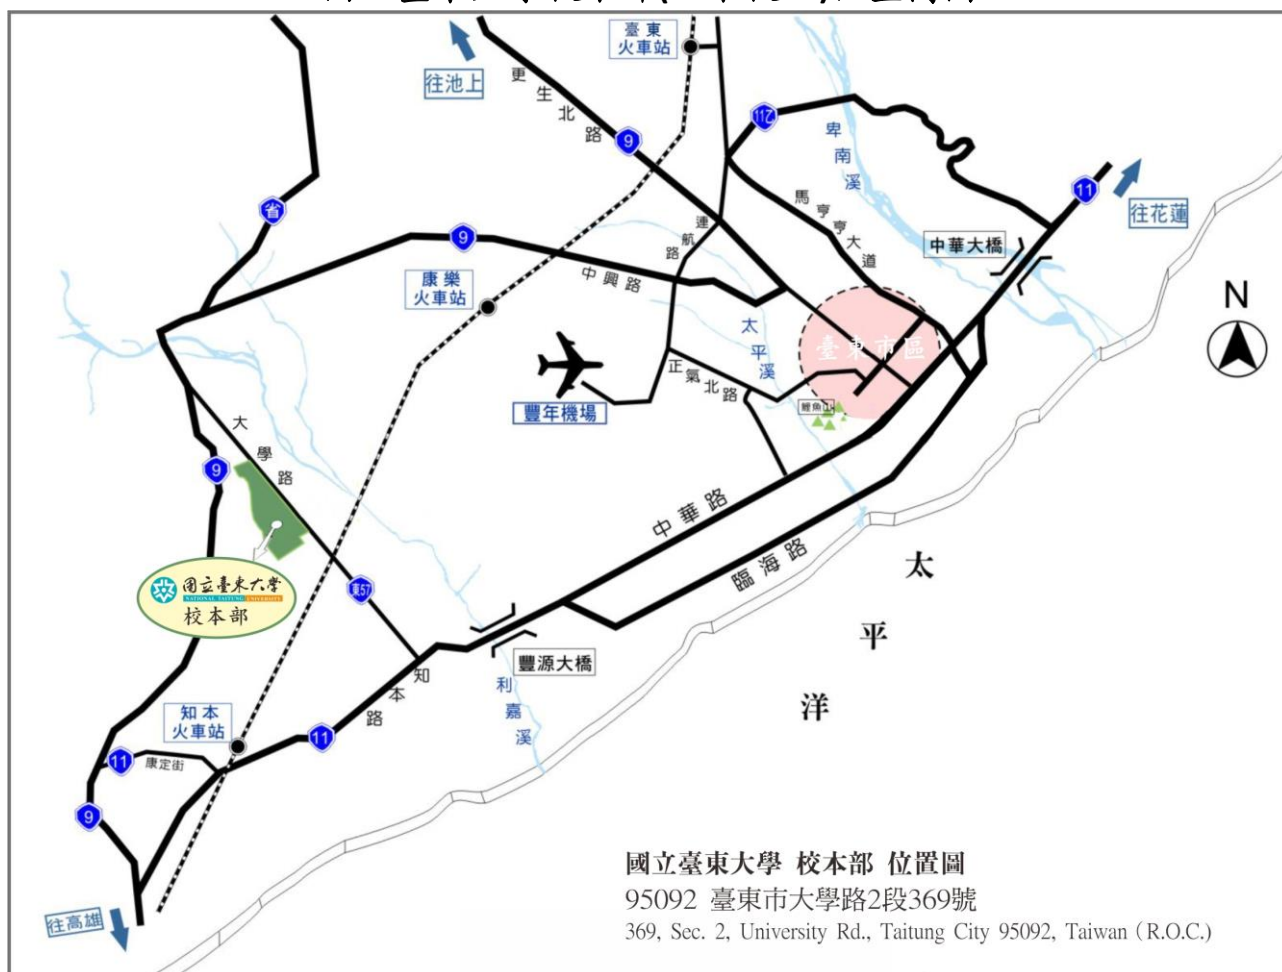 臺東
火車站
往池上
更生北路
9
11乙
卑南溪
11
往花蓮
省
9
連航路
馬亨亨大道
中華大橋
N
康樂
火車站
中興路
太平溪
臺東市區
正氣北路
豐年機場
鯉魚山
大學路
9
中華路
臨海路
太平洋
國立臺東大學
NATIONAL TAITUNG UNIVERSITY
校本部
東57
豐源大橋
知本路
利嘉溪
知本
火車站
11
11
康定街
9
往高雄
國立臺東大學 校本部 位置圖
95092 臺東市大學路2段369號
369, Sec. 2, University Rd., Taitung City 95092, Taiwan (R.O.C.)